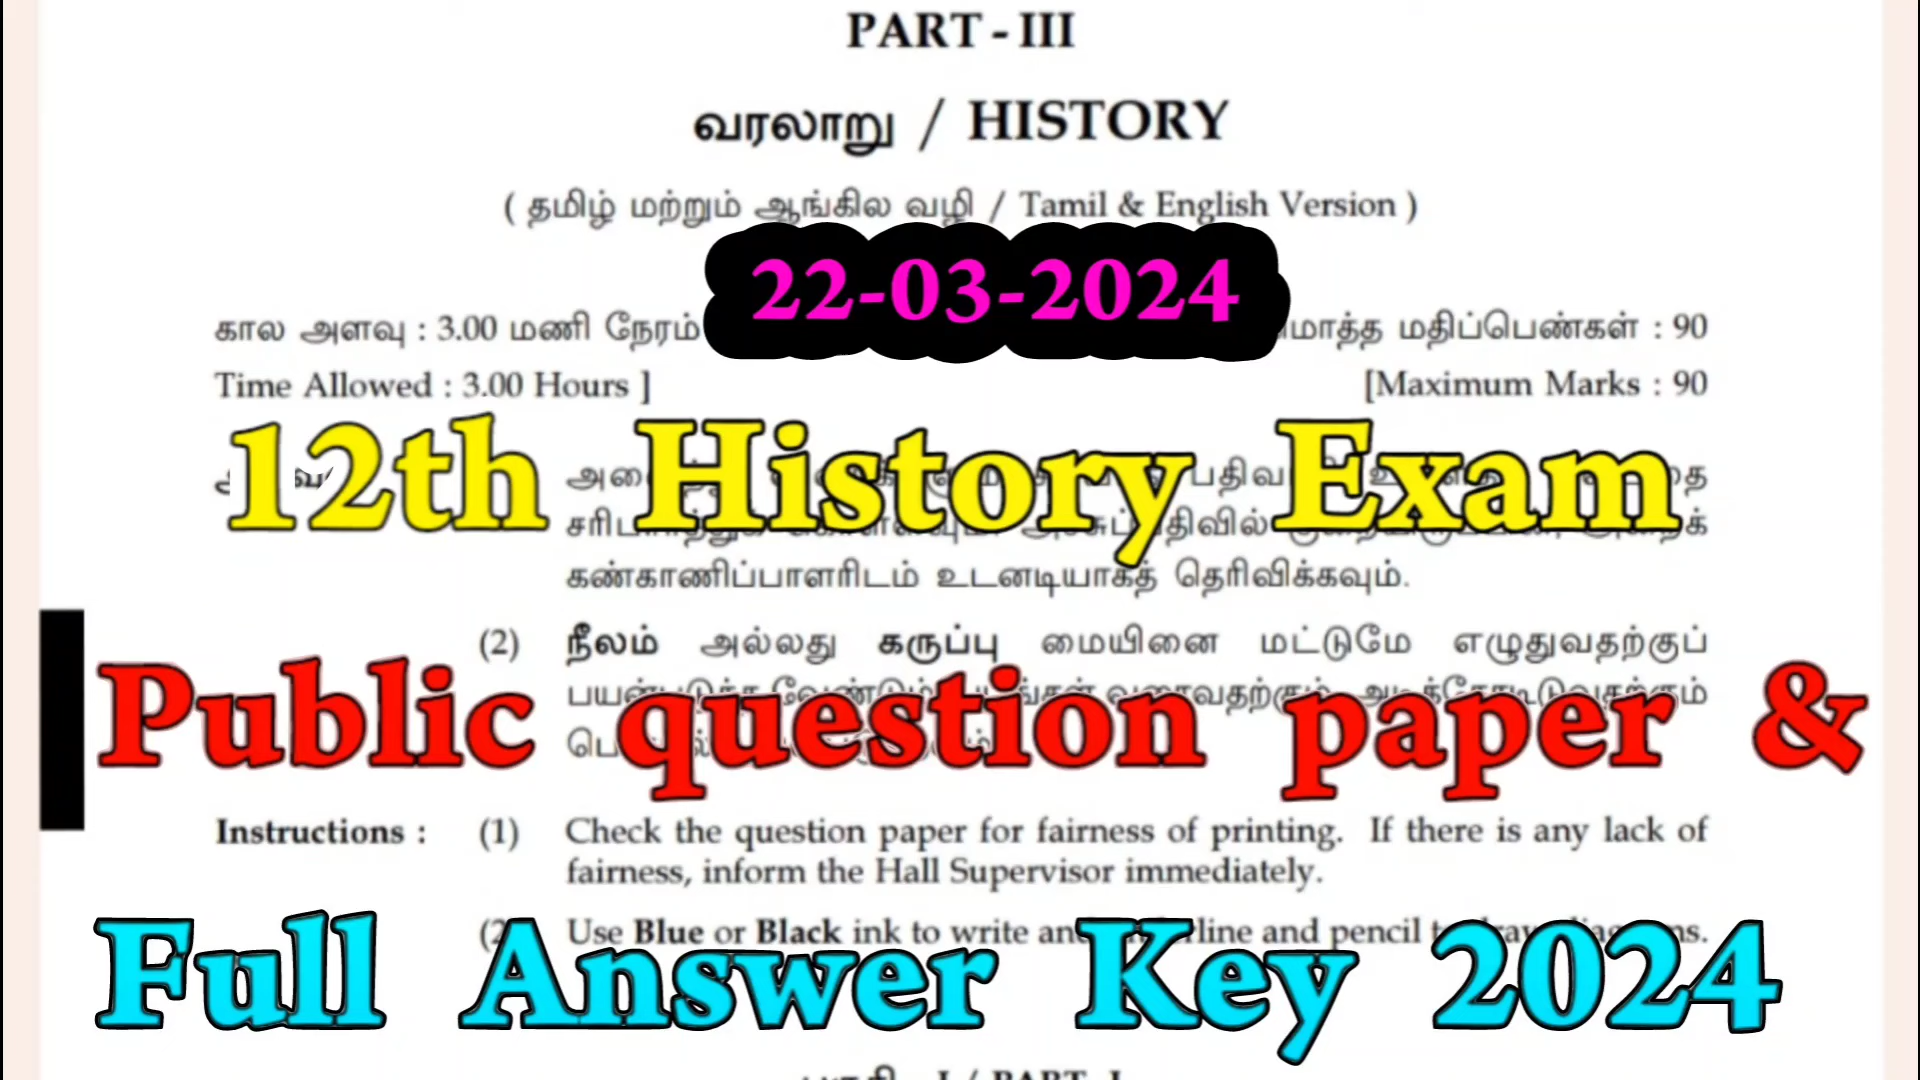 PART - III
வரலாறு / HISTORY
( தமிழ் மற்றும் ஆங்கில வழி / Tamil & English Version )
22-03-2024
கால அளவு : 3.00 மணி நேரம் மதிப்பெண்கள் : 90
Time Allowed : 3.00 Hours ] [Maximum Marks : 90
12th History Exam
கண்காணிப்பாளரிடம் உடனடியாகத் தெரிவிக்கவும்.
(2) நீலம் அல்லது கருப்பு மையினை மட்டுமே எழுதுவதற்குப்
Public question paper &
Instructions : (1) Check the question paper for fairness of printing. If there is any lack of
fairness, inform the Hall Supervisor immediately.
Use Blue or Black ink to write and pencil
Full Answer Key 2024